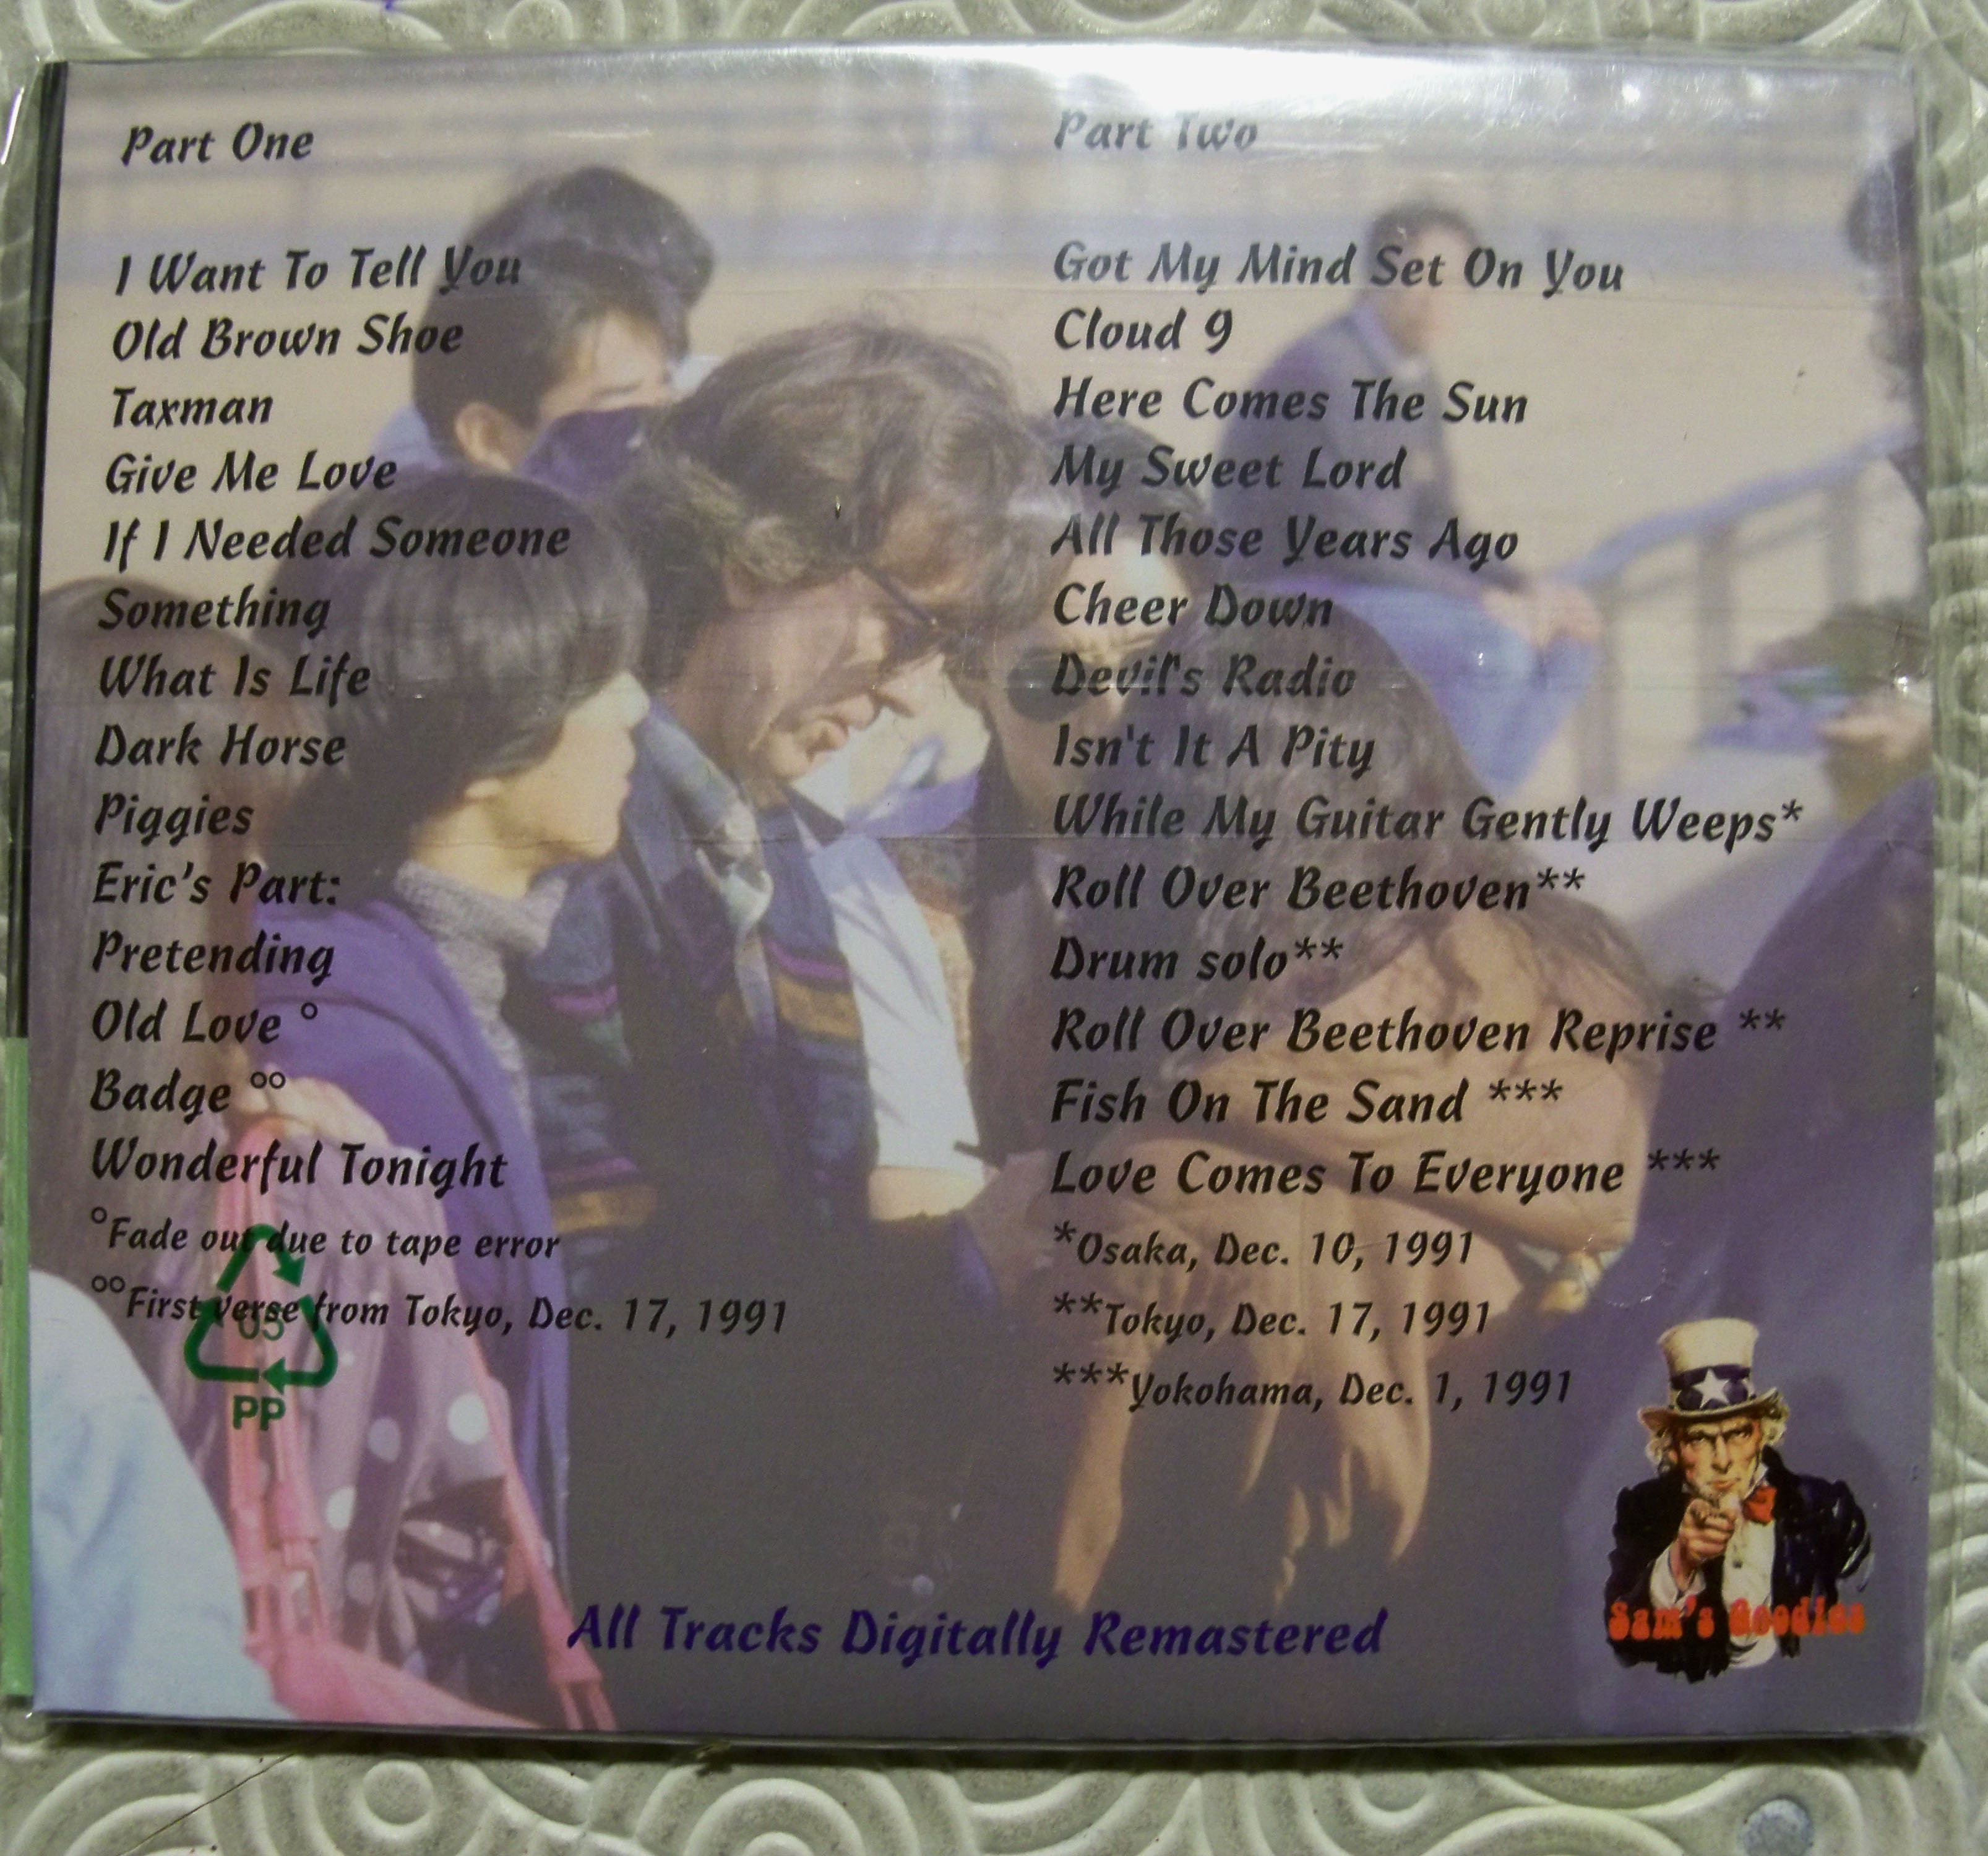 Part One
I Want To Tell You
Old Brown Shoe
Taxman
Give Me Love
If I Needed Someone
Something
What Is Life
Dark Horse
Piggies
Eric's Part:
Pretending
Old Love °
Badge °°
Wonderful Tonight
°Fade out due to tape error
°°First verse from Tokyo, Dec. 17, 1991
05
PP
Part Two
Got My Mind Set On You
Cloud 9
Here Comes The Sun
My Sweet Lord
All Those Years Ago
Cheer Down
Devil's Radio
Isn't It A Pity
While My Guitar Gently Weeps*
Roll Over Beethoven**
Drum solo**
Roll Over Beethoven Reprise **
Fish On The Sand ***
Love Comes To Everyone ***
*Osaka, Dec. 10, 1991
**Tokyo, Dec. 17, 1991
***Yokohama, Dec. 1, 1991
Sam's Goodies
All Tracks Digitally Remastered